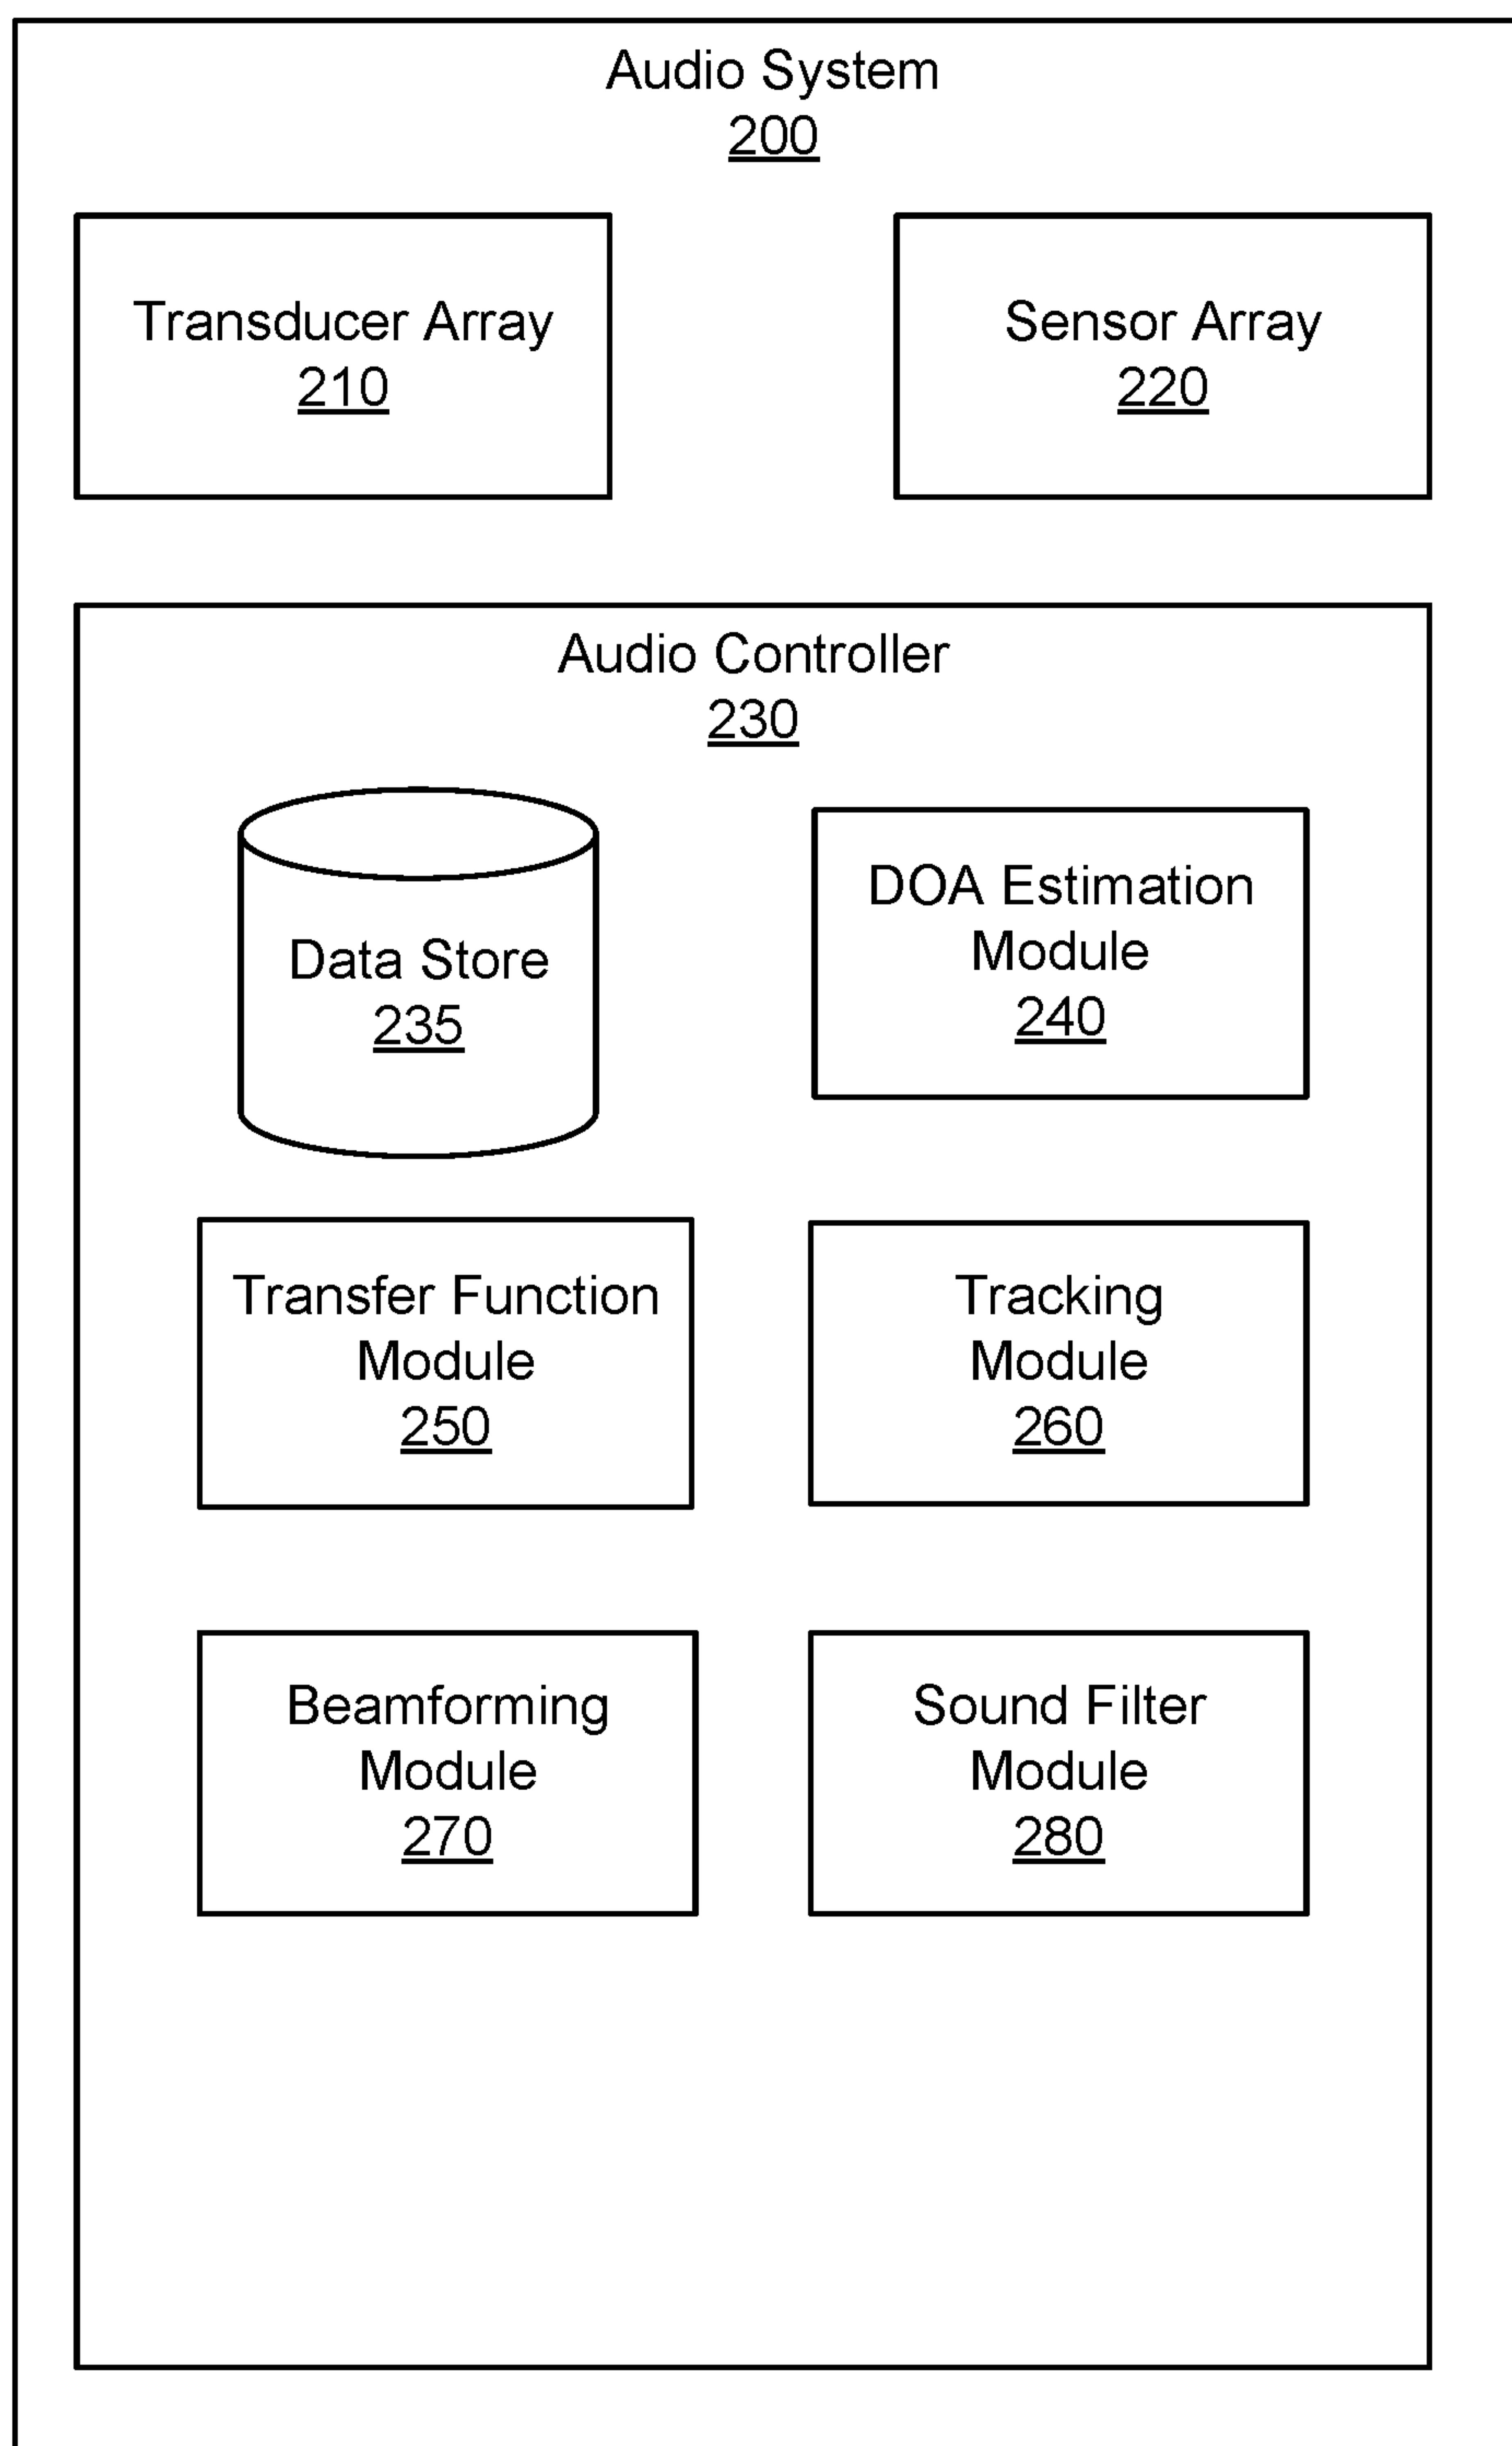 Audio System
200
Transducer Array
210
Sensor Array
220
Audio Controller
230
Data Store
235
DOA Estimation
Module
240
Transfer Function
Module
250
Tracking
Module
260
Beamforming
Module
270
Sound Filter
Module
280